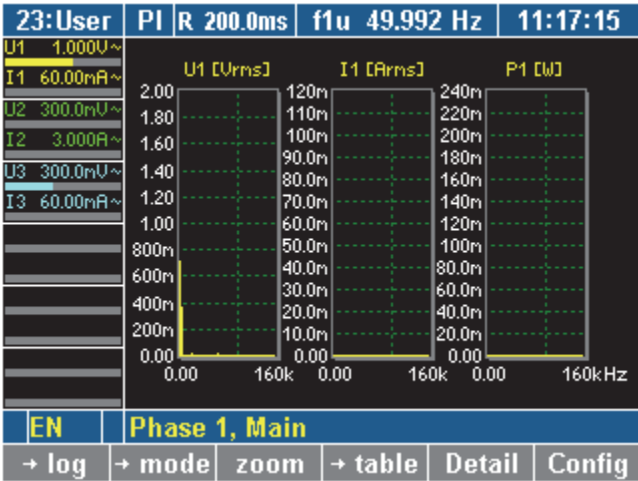 23:User PI R 200.0ms f1u 49.992 Hz 11:17:15
U1 1.000V~
I1 60.00mA~
U2 300.0mV~
I2 3.000A~
U3 300.0mV~
I3 60.00mA~
U1 [Vrms]
2.00
1.80
1.60
1.40
1.20
1.00
800m
600m
400m
200m
0.00
0.00 160k
I1 [Arms]
120m
110m
100m
90.0m
80.0m
70.0m
60.0m
50.0m
40.0m
30.0m
20.0m
10.0m
0.00
0.00 160k
P1 [W]
240m
220m
200m
180m
160m
140m
120m
100m
80.0m
60.0m
40.0m
20.0m
0.00
0.00 160kHz
EN Phase 1, Main
→ log → mode zoom → table Detail Config